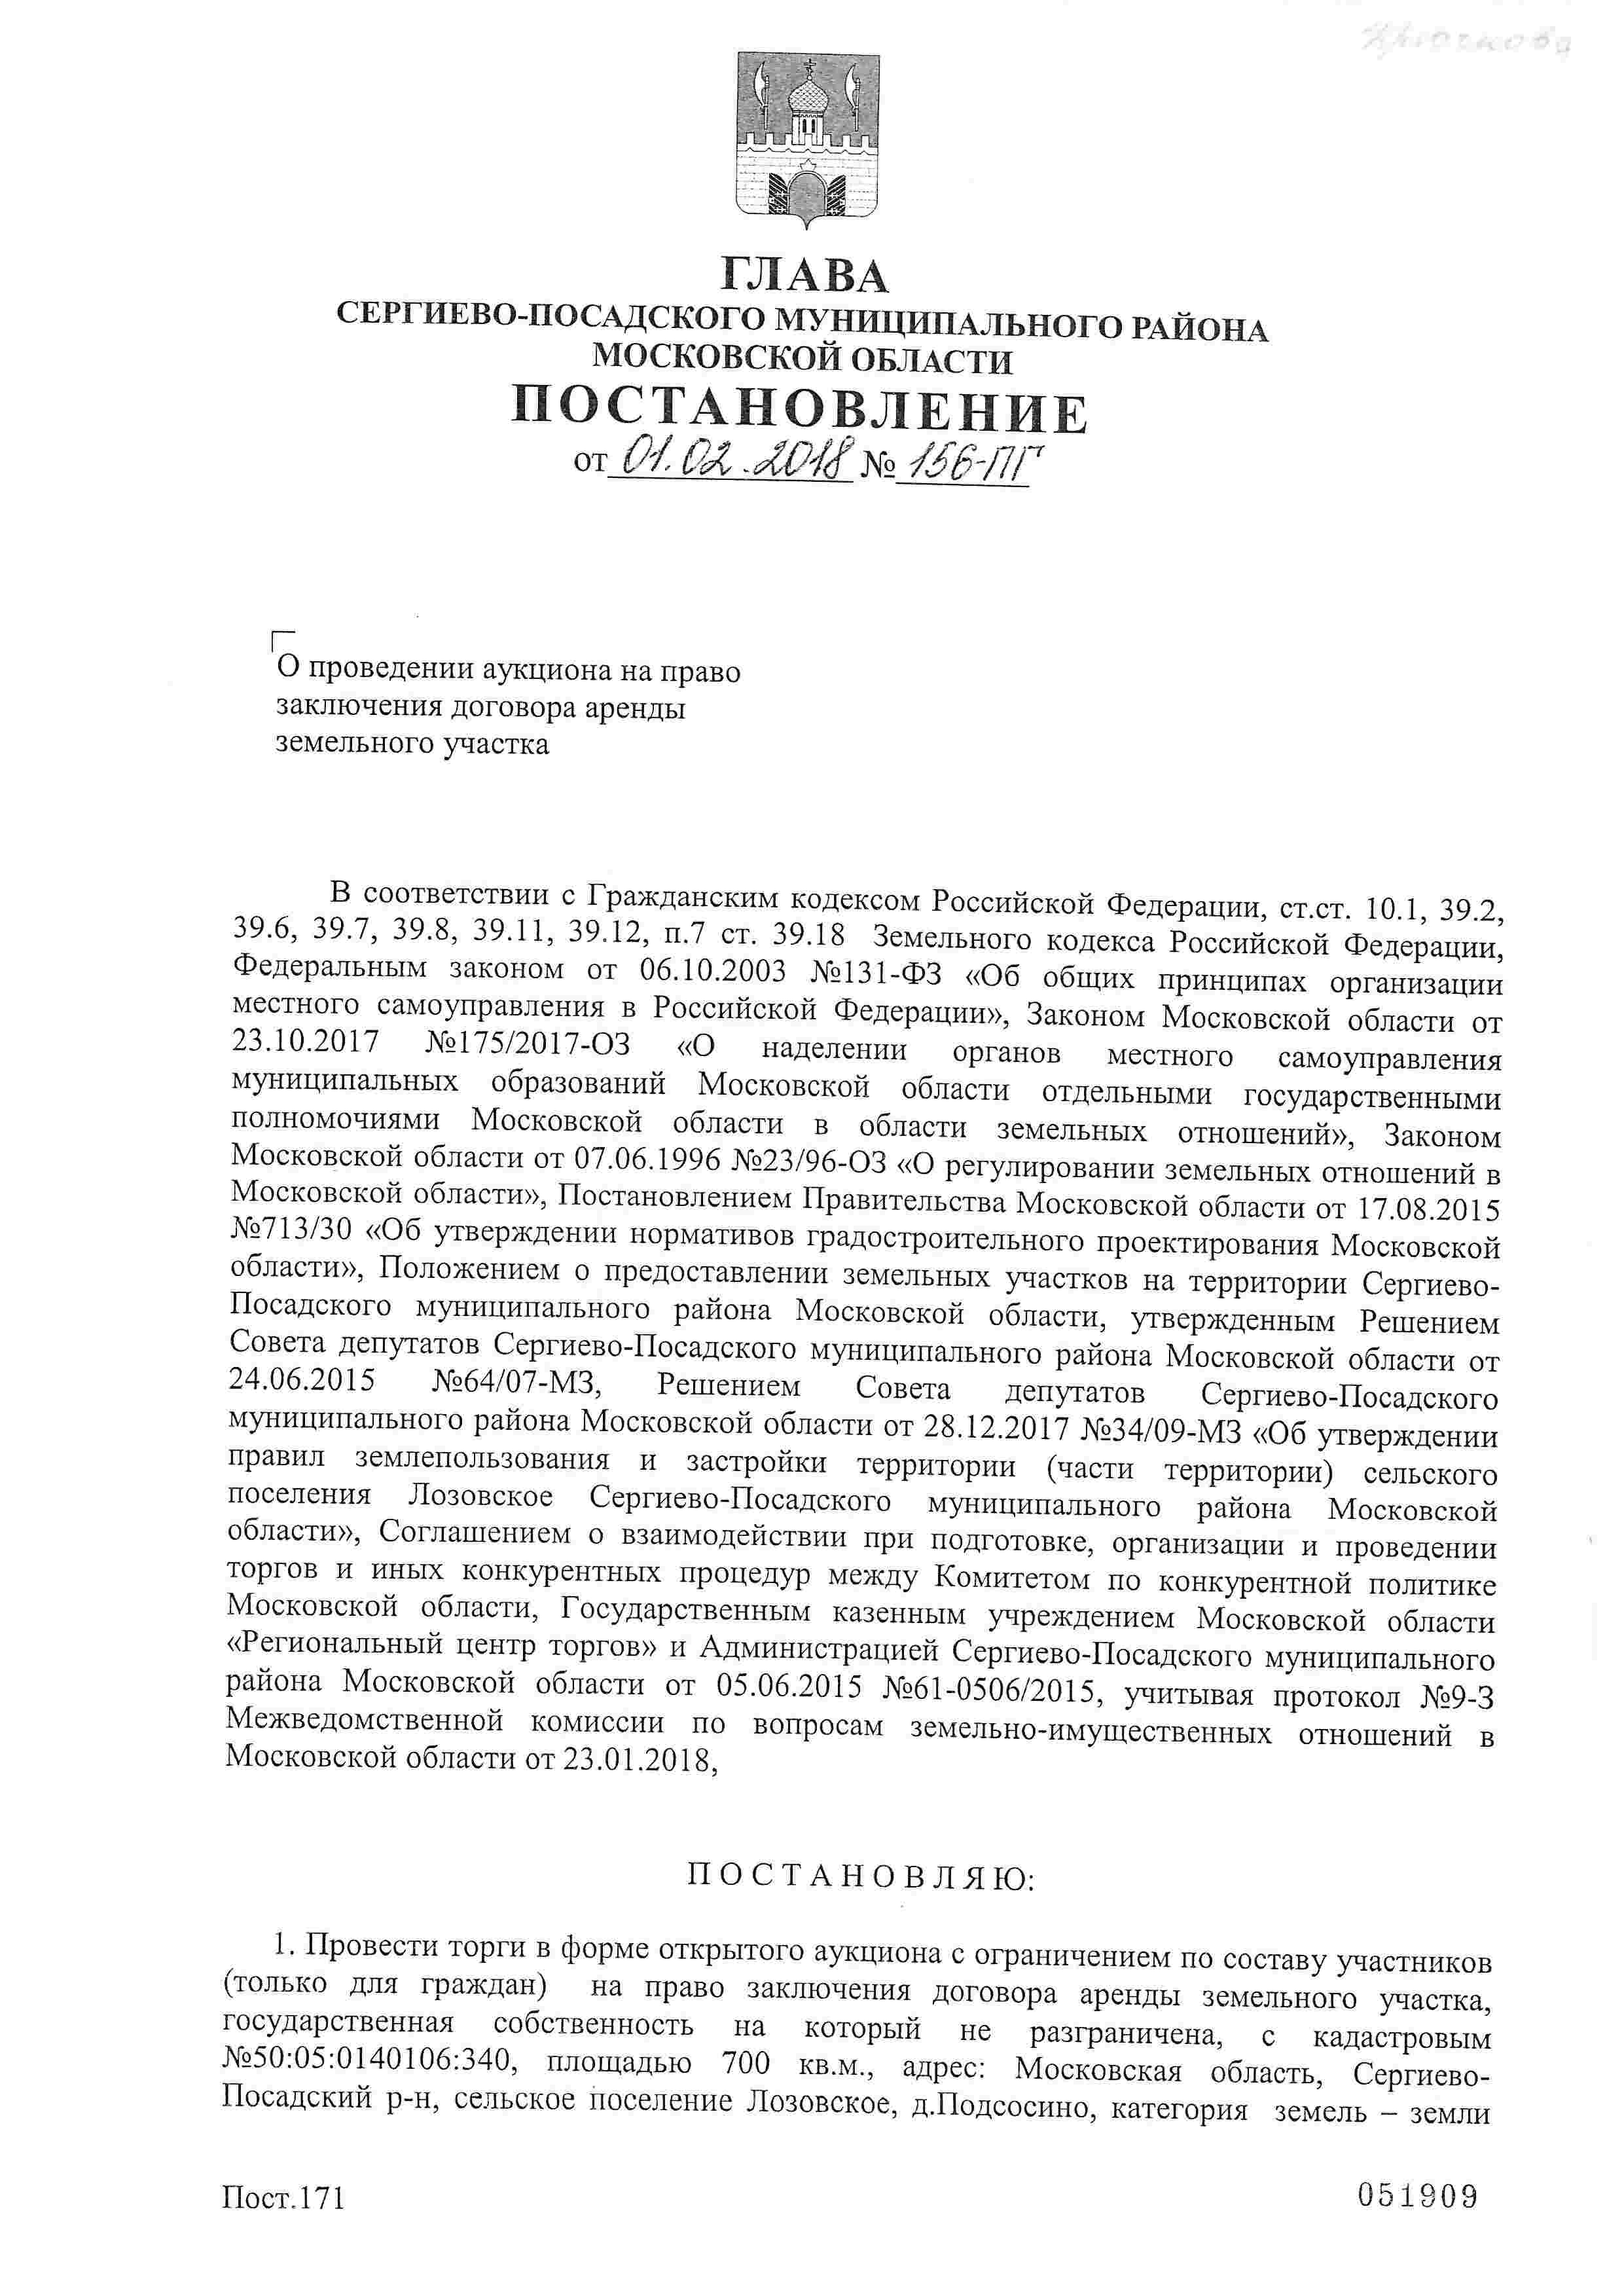 ГЛАВА
СЕРГИЕВО-ПОСАДСКОГО МУНИЦИПАЛЬНОГО РАЙОНА
МОСКОВСКОЙ ОБЛАСТИ
ПОСТАНОВЛЕНИЕ
от 01.02.2018 № 156-ПГ
О проведении аукциона на право
заключения договора аренды
земельного участка
В соответствии с Гражданским кодексом Российской Федерации, ст.ст. 10.1, 39.2,
39.6, 39.7, 39.8, 39.11, 39.12, п.7 ст. 39.18 Земельного кодекса Российской Федерации,
Федеральным законом от 06.10.2003 №131-ФЗ «Об общих принципах организации
местного самоуправления в Российской Федерации», Законом Московской области от
23.10.2017 №175/2017-ОЗ «О наделении органов местного самоуправления
муниципальных образований Московской области отдельными государственными
полномочиями Московской области в области земельных отношений», Законом
Московской области от 07.06.1996 №23/96-ОЗ «О регулировании земельных отношений в
Московской области», Постановлением Правительства Московской области от 17.08.2015
№713/30 «Об утверждении нормативов градостроительного проектирования Московской
области», Положением о предоставлении земельных участков на территории Сергиево-
Посадского муниципального района Московской области, утвержденным Решением
Совета депутатов Сергиево-Посадского муниципального района Московской области от
24.06.2015 №64/07-МЗ, Решением Совета депутатов Сергиево-Посадского
муниципального района Московской области от 28.12.2017 №34/09-МЗ «Об утверждении
правил землепользования и застройки территории (части территории) сельского
поселения Лозовское Сергиево-Посадского муниципального района Московской
области», Соглашением о взаимодействии при подготовке, организации и проведении
торгов и иных конкурентных процедур между Комитетом по конкурентной политике
Московской области, Государственным казенным учреждением Московской области
«Региональный центр торгов» и Администрацией Сергиево-Посадского муниципального
района Московской области от 05.06.2015 №61-0506/2015, учитывая протокол №9-З
Межведомственной комиссии по вопросам земельно-имущественных отношений в
Московской области от 23.01.2018,
П О С Т А Н О В Л Я Ю:
1. Провести торги в форме открытого аукциона с ограничением по составу участников
(только для граждан) на право заключения договора аренды земельного участка,
государственная собственность на который не разграничена, с кадастровым
№50:05:0140106:340, площадью 700 кв.м., адрес: Московская область, Сергиево-
Посадский р-н, сельское поселение Лозовское, д.Подсосино, категория земель – земли
Пост.171
051909